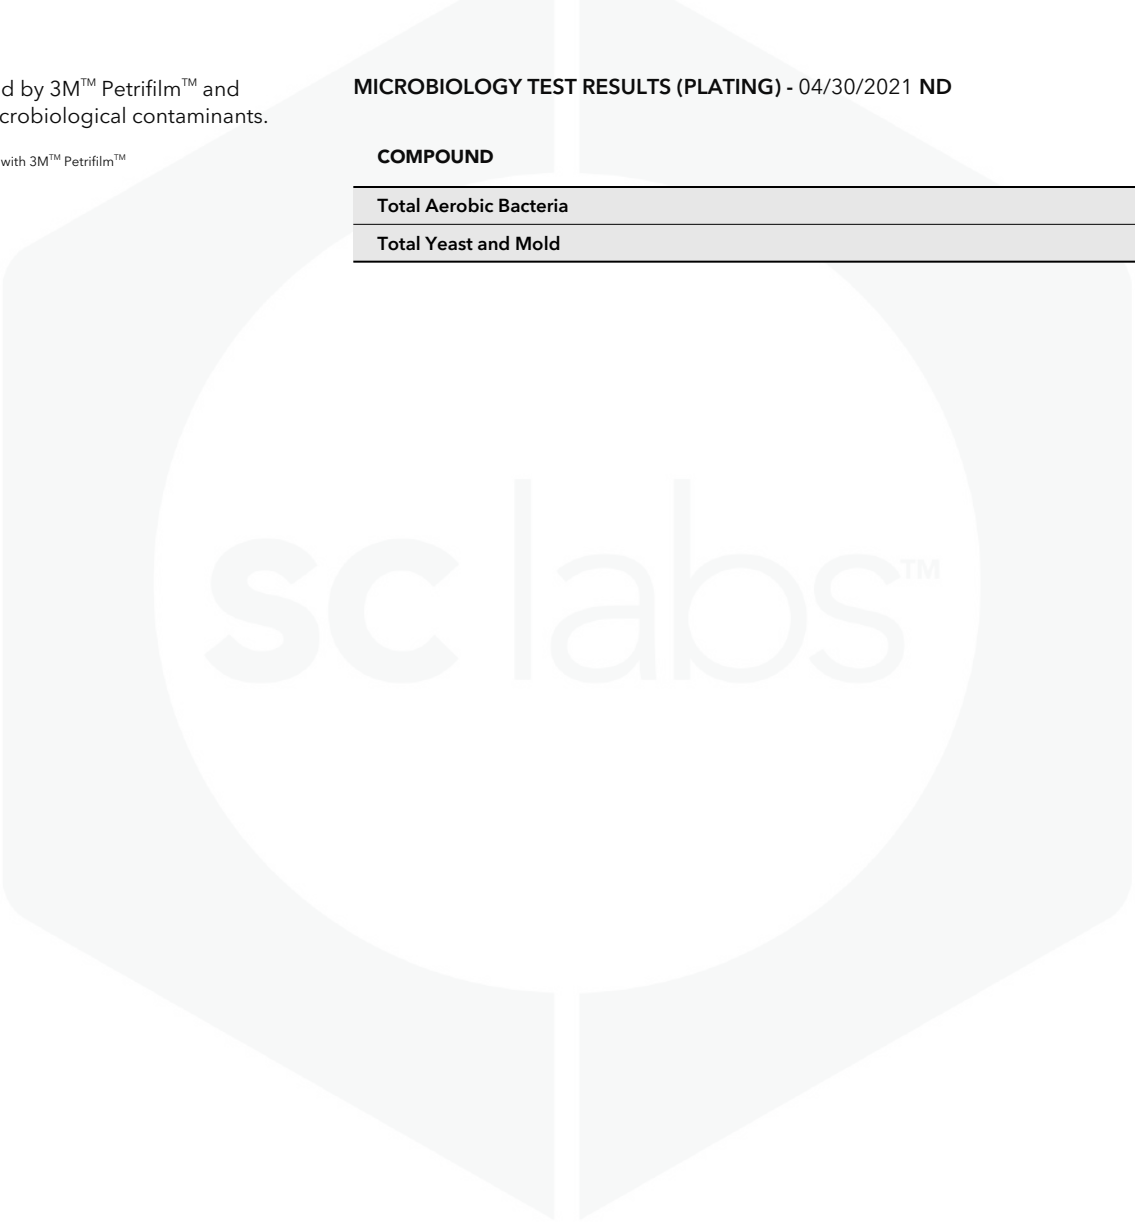 d by 3M™ Petrifilm™ and
crobiological contaminants.
with 3M™ Petrifilm™
MICROBIOLOGY TEST RESULTS (PLATING) - 04/30/2021 ND
COMPOUND
Total Aerobic Bacteria
Total Yeast and Mold
sc labs™